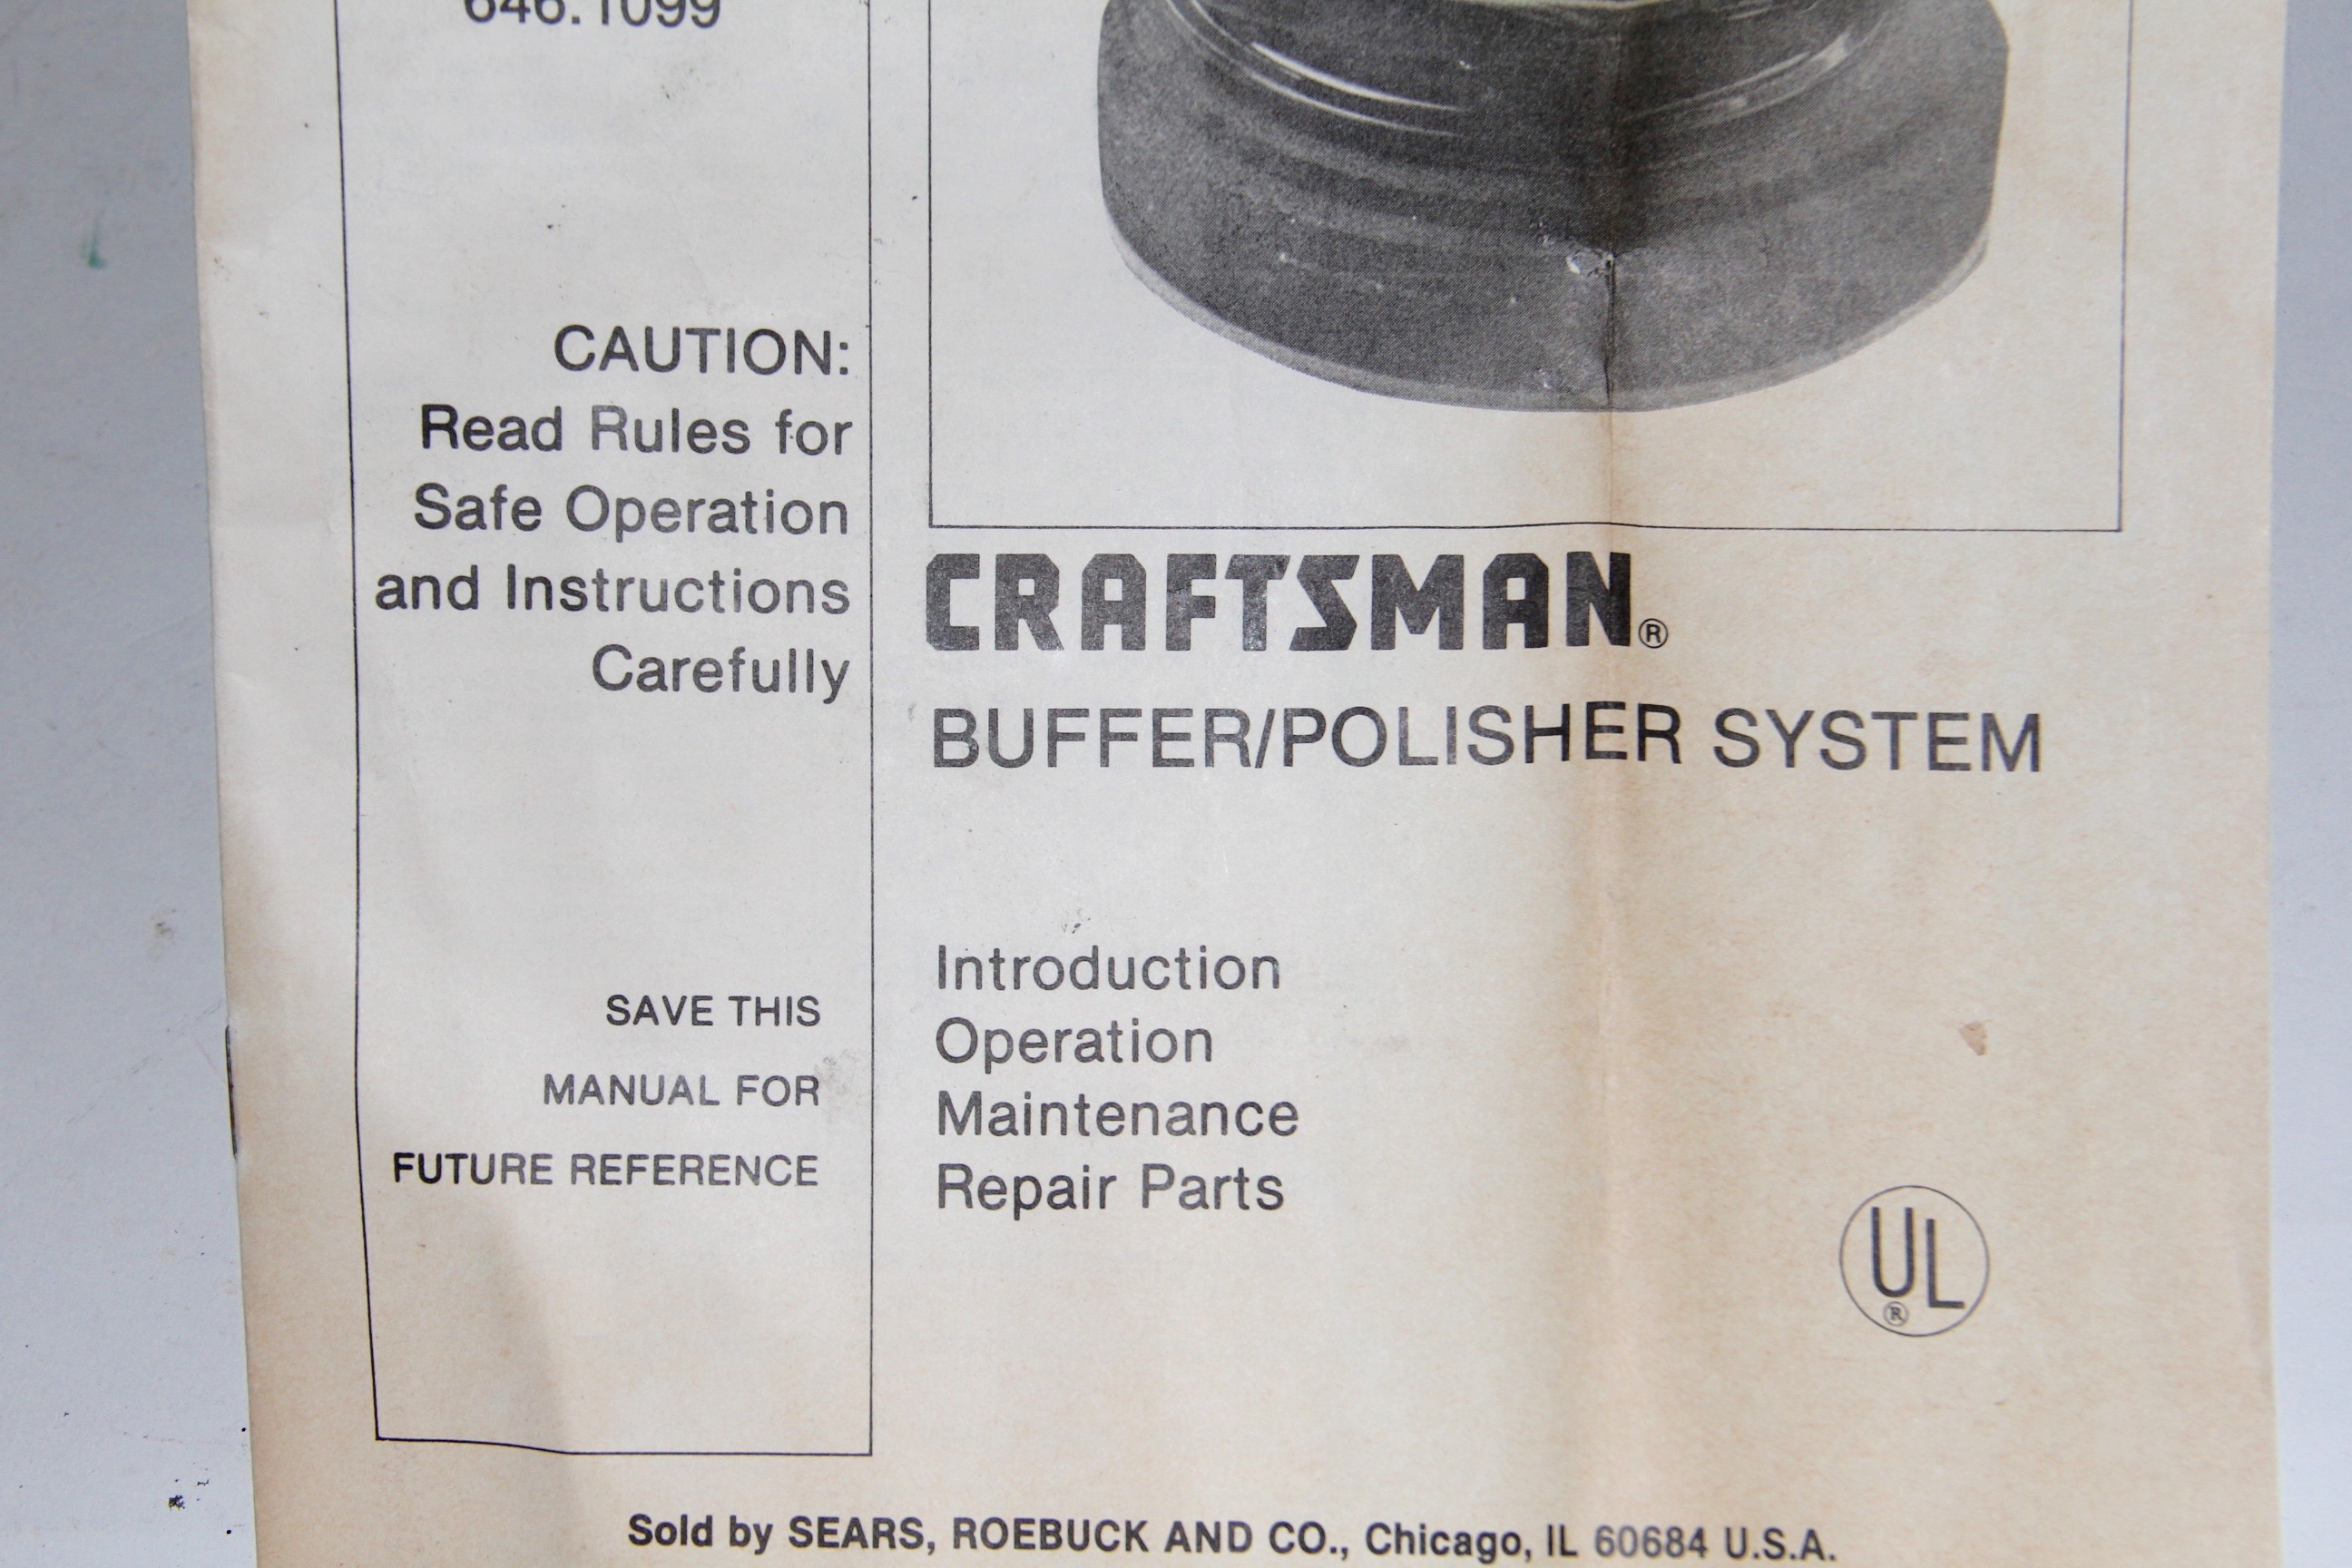 646.1099
CAUTION:
Read Rules for
Safe Operation
and Instructions
Carefully
SAVE THIS
MANUAL FOR
FUTURE REFERENCE
CRAFTSMAN®
BUFFER/POLISHER SYSTEM
Introduction
Operation
Maintenance
Repair Parts
UL®
Sold by SEARS, ROEBUCK AND CO., Chicago, IL 60684 U.S.A.